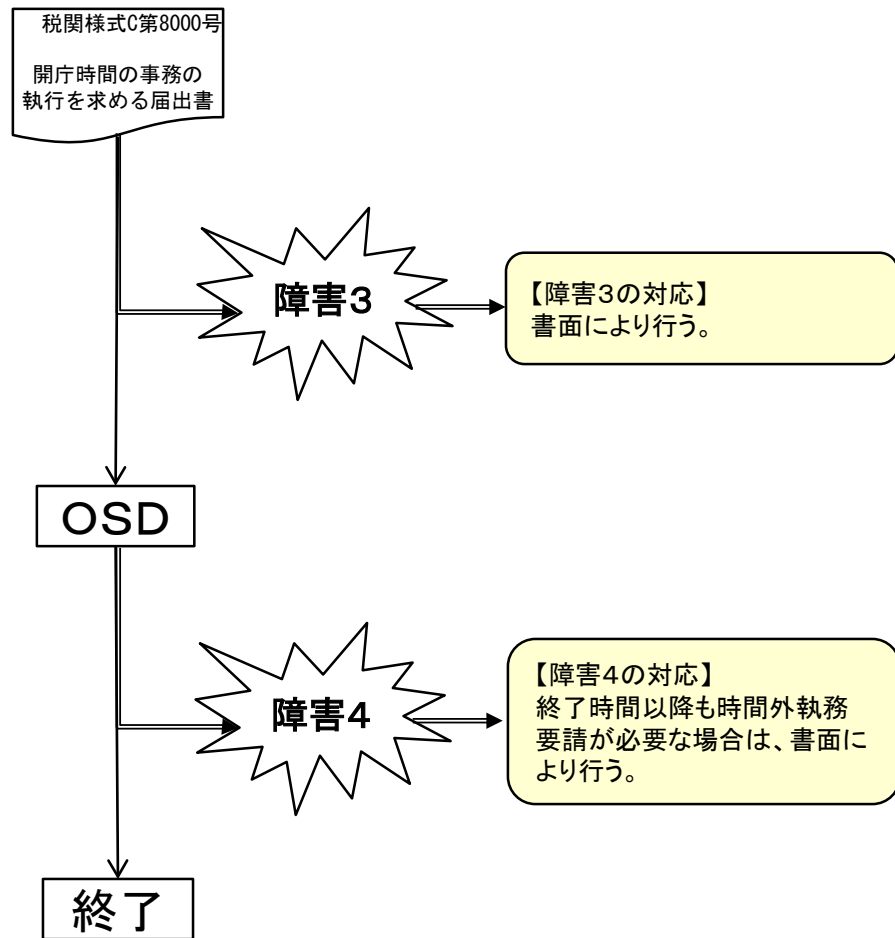 税関様式C第8000号
開庁時間の事務の
執行を求める届出書
障害3
【障害3の対応】
書面により行う。
OSD
障害4
【障害4の対応】
終了時間以降も時間外執務
要請が必要な場合は、書面に
より行う。
終了